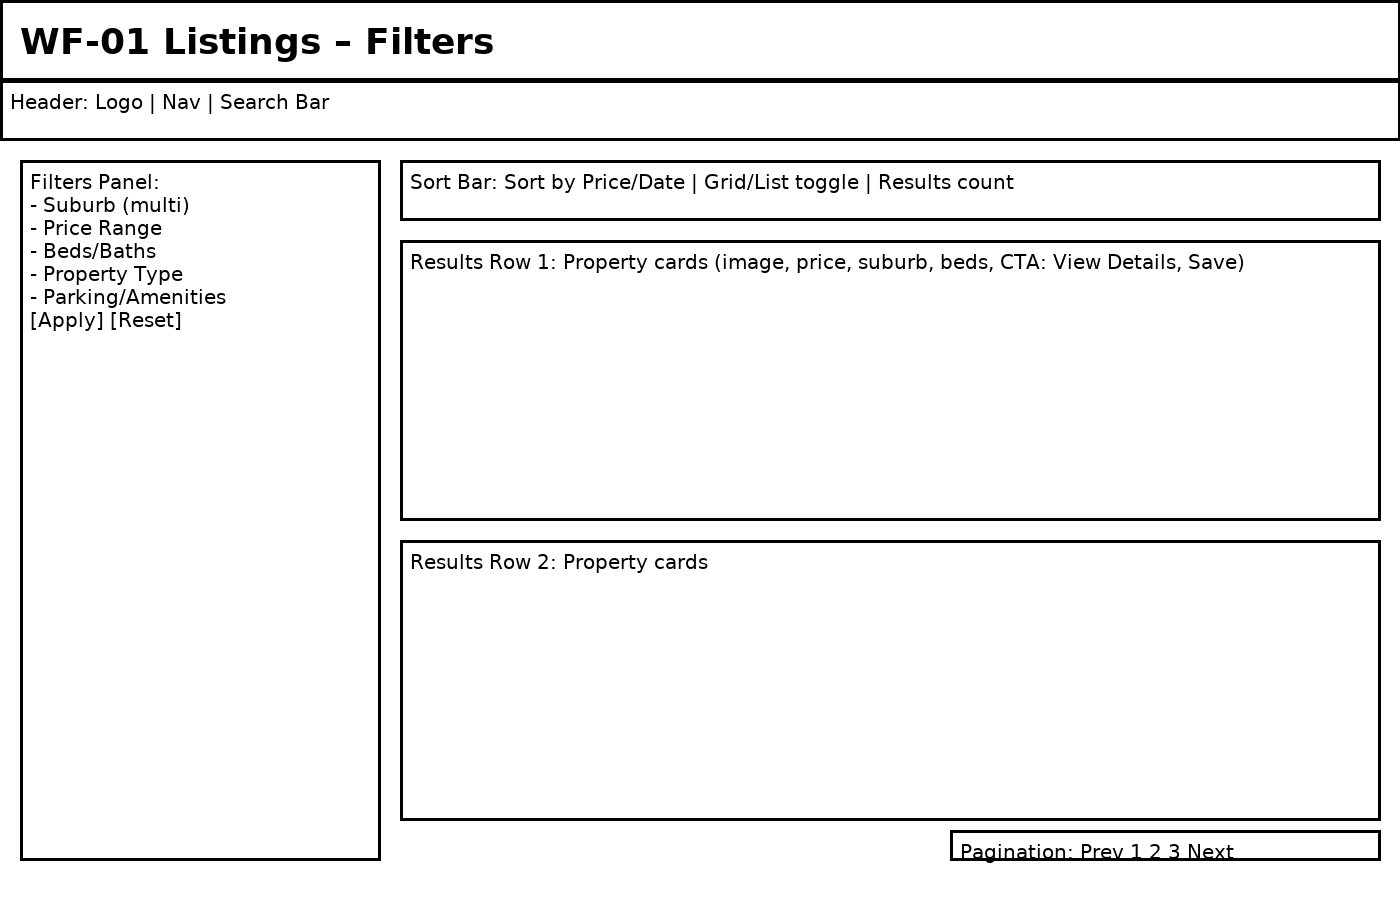 WF-01 Listings – Filters
Header: Logo | Nav | Search Bar
Filters Panel:
- Suburb (multi)
- Price Range
- Beds/Baths
- Property Type
- Parking/Amenities
[Apply] [Reset]
Sort Bar: Sort by Price/Date | Grid/List toggle | Results count
Results Row 1: Property cards (image, price, suburb, beds, CTA: View Details, Save)
Results Row 2: Property cards
Pagination: Prev 1 2 3 Next